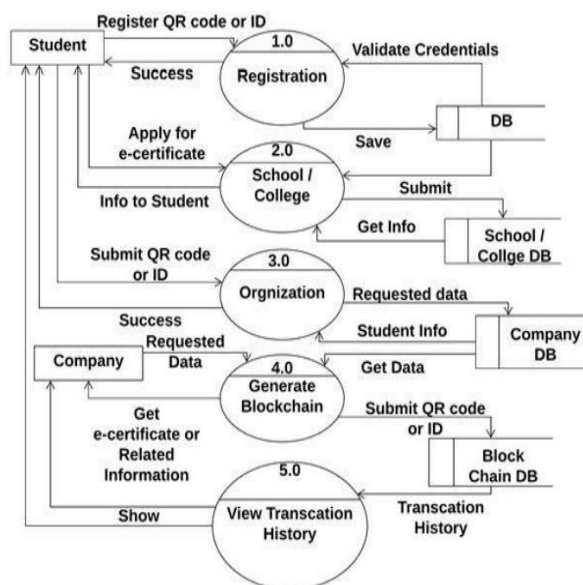 Register QR code or ID
Student
1.0
Registration
Success
Validate Credentials
DB
Save
Apply for
e-certificate
2.0
School /
College
Submit
Info to Student
Get Info
School /
Collge DB
Submit QR code
or ID
3.0
Orgnization
Requested data
Success
Student Info
Company
DB
Company
Requested
Data
4.0
Generate
Blockchain
Get Data
Get
e-certificate or
Related
Information
Submit QR code
or ID
Block
Chain DB
5.0
View Transcation
History
Show
Transcation
History